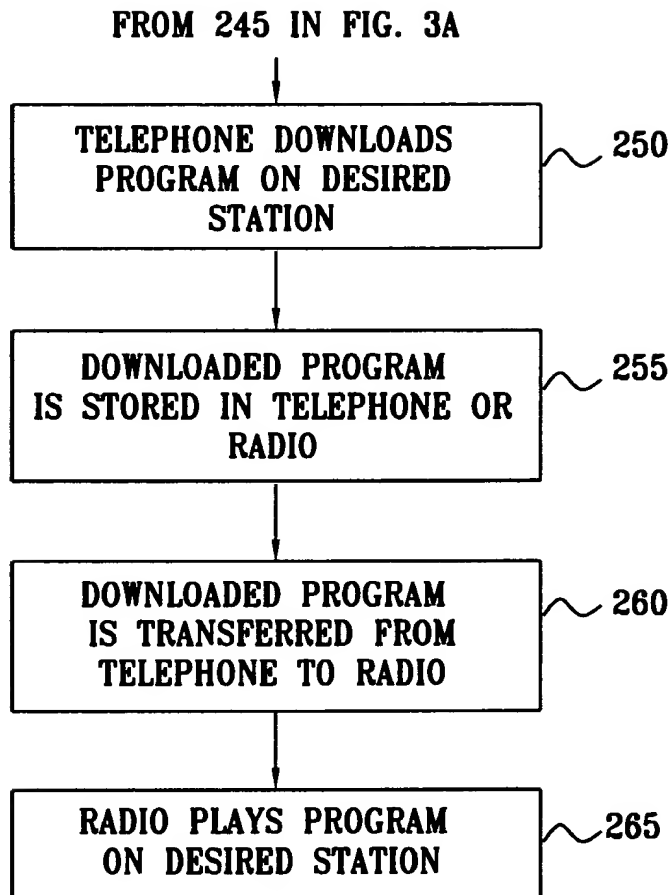 FROM 245 IN FIG. 3A
TELEPHONE DOWNLOADS
PROGRAM ON DESIRED
STATION
250
DOWNLOADED PROGRAM
IS STORED IN TELEPHONE OR
RADIO
255
DOWNLOADED PROGRAM
IS TRANSFERRED FROM
TELEPHONE TO RADIO
260
RADIO PLAYS PROGRAM
ON DESIRED STATION
265